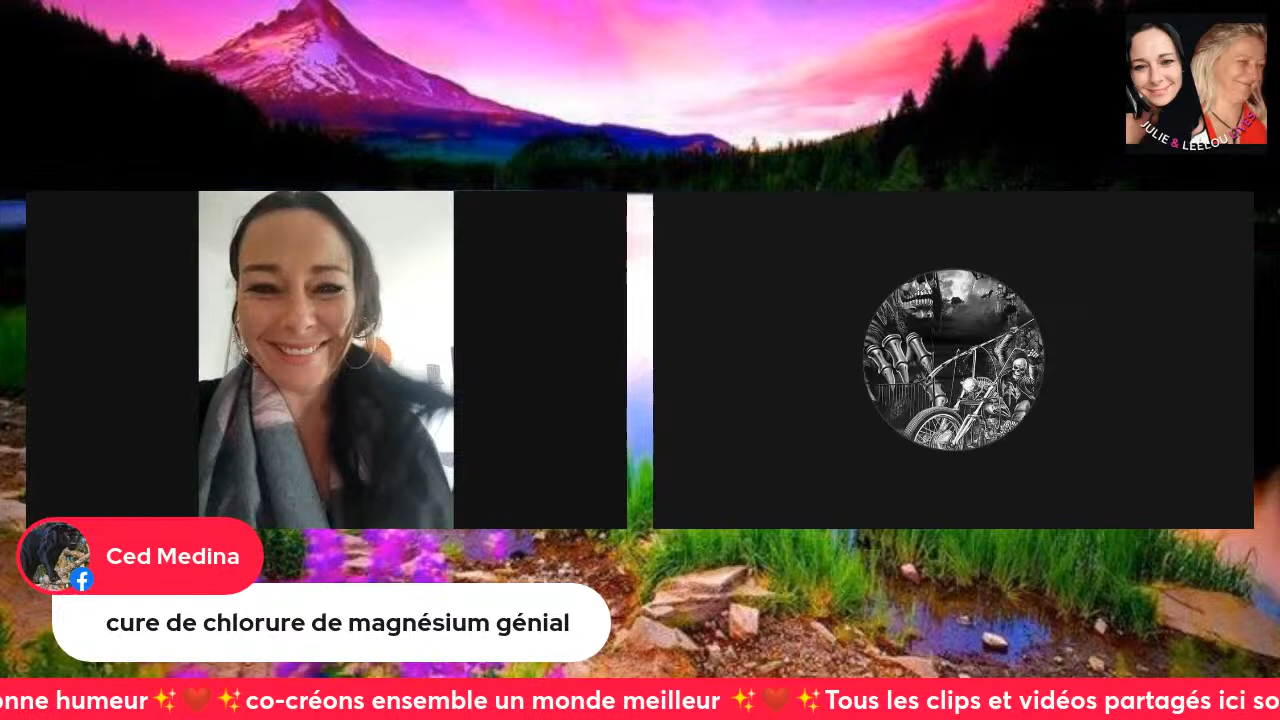 JULIE & LEELOU
Ced Medina
cure de chlorure de magnésium génial
onne humeur✨❤️✨co-créons ensemble un monde meilleur ✨❤️✨Tous les clips et vidéos partagés ici so